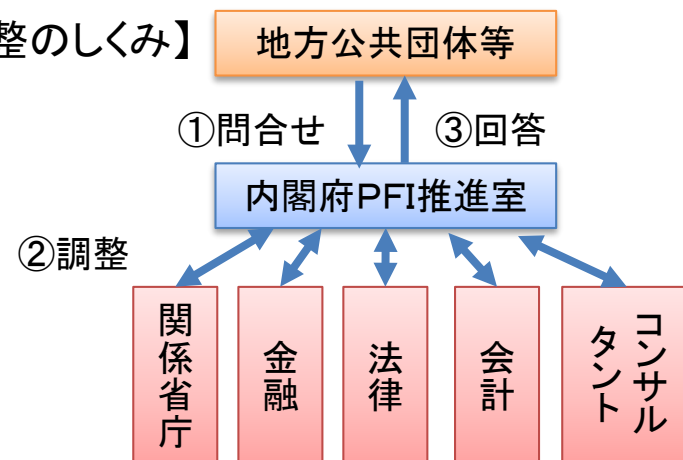 整のしくみ】
地方公共団体等
①問合せ
③回答
内閣府PFI推進室
②調整
関係省庁
金融
法律
会計
コンサル
タント